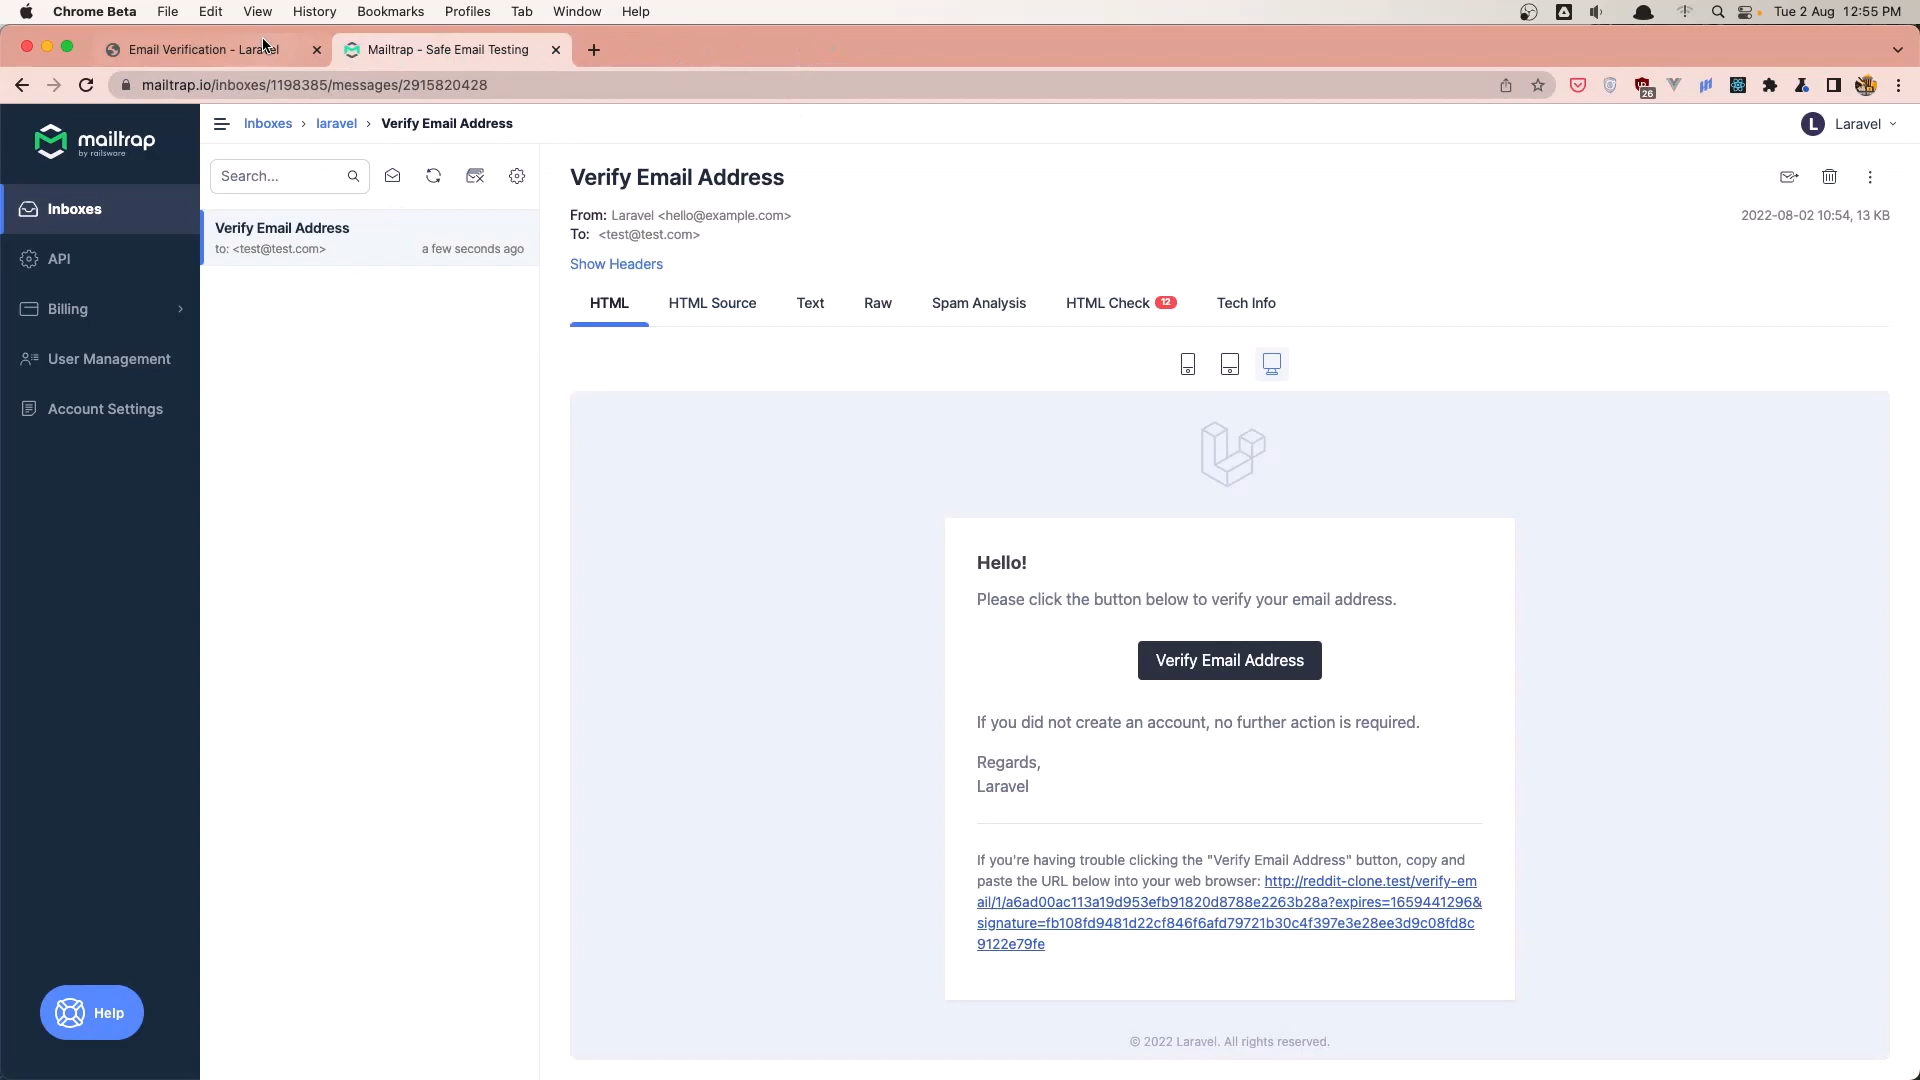 Chrome Beta File Edit View History Bookmarks Profiles Tab Window Help
Tue 2 Aug 12:55 PM
Email Verification - Laravel
Mailtrap - Safe Email Testing
mailtrap.io/inboxes/1198385/messages/2915820428
26
mailtrap
by railsware
Inboxes
API
Billing
User Management
Account Settings
Help
Inboxes › laravel › Verify Email Address
L Laravel
Search...
Verify Email Address
to: <test@test.com> a few seconds ago
Verify Email Address
From: Laravel <hello@example.com>
2022-08-02 10:54, 13 KB
To: <test@test.com>
Show Headers
HTML HTML Source Text Raw Spam Analysis HTML Check 12 Tech Info
Hello!
Please click the button below to verify your email address.
Verify Email Address
If you did not create an account, no further action is required.
Regards,
Laravel
If you're having trouble clicking the "Verify Email Address" button, copy and
paste the URL below into your web browser: http://reddit-clone.test/verify-em
ail/1/a6ad00ac113a19d953efb91820d8788e2263b28a?expires=1659441296&
signature=fb108fd9481d22cf846f6afd79721b30c4f397e3e28ee3d9c08fd8c
9122e79fe
© 2022 Laravel. All rights reserved.